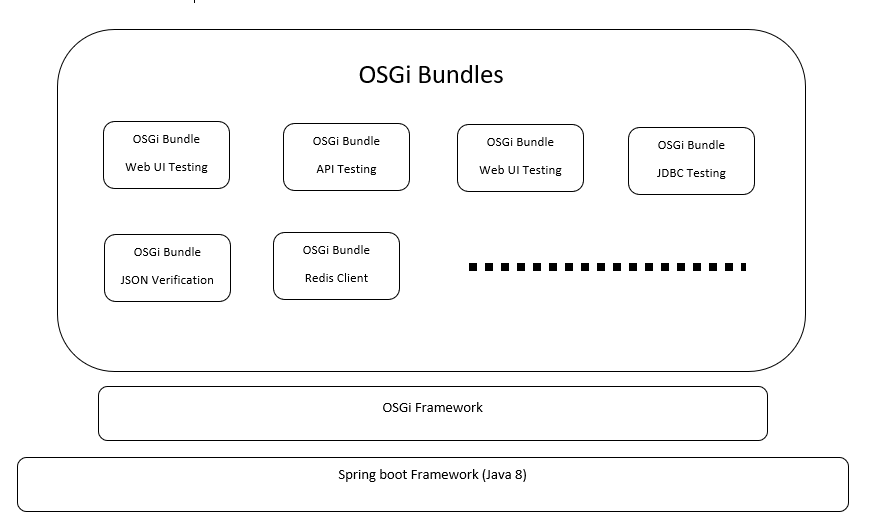 OSGi Bundles
OSGi Bundle
Web UI Testing
OSGi Bundle
API Testing
OSGi Bundle
Web UI Testing
OSGi Bundle
JDBC Testing
OSGi Bundle
JSON Verification
OSGi Bundle
Redis Client
OSGi Framework
Spring boot Framework (Java 8)